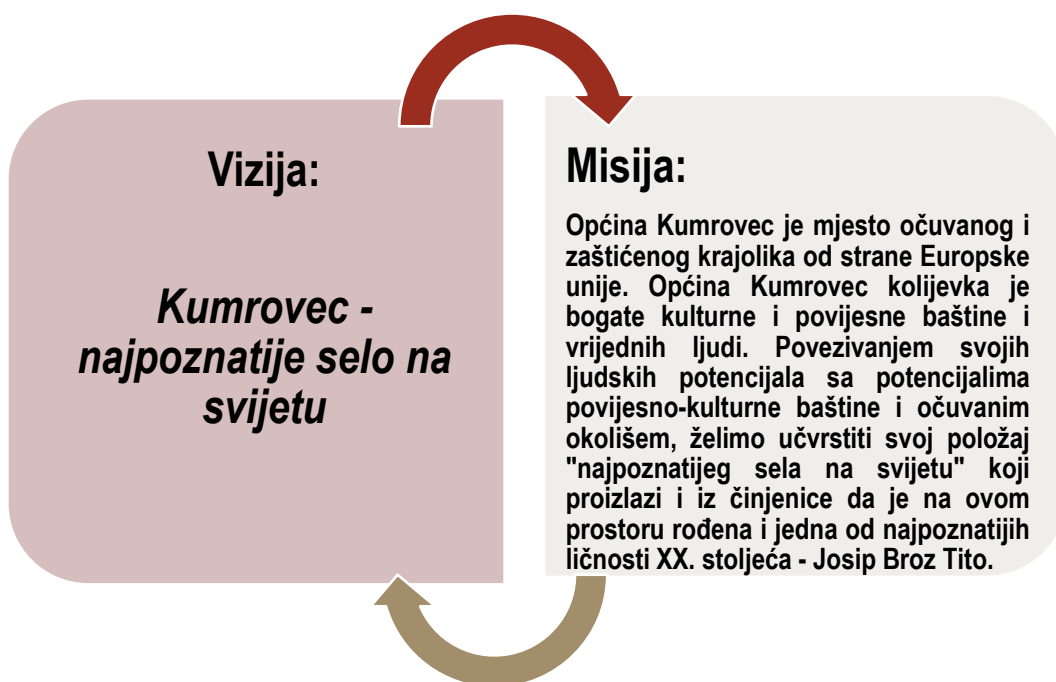 Vizija:
Kumrovec -
najpoznatije selo na
svijetu
Misija:
Općina Kumrovec je mjesto očuvanog i
zaštićenog krajolika od strane Europske
unije. Općina Kumrovec kolijevka je
bogate kulturne i povijesne baštine i
vrijednih ljudi. Povezivanjem svojih
ljudskih potencijala sa potencijalima
povijesno-kulturne baštine i očuvanim
okolišem, želimo učvrstiti svoj položaj
"najpoznatijeg sela na svijetu" koji
proizlazi i iz činjenice da je na ovom
prostoru rođena i jedna od najpoznatijih
ličnosti XX. stoljeća - Josip Broz Tito.